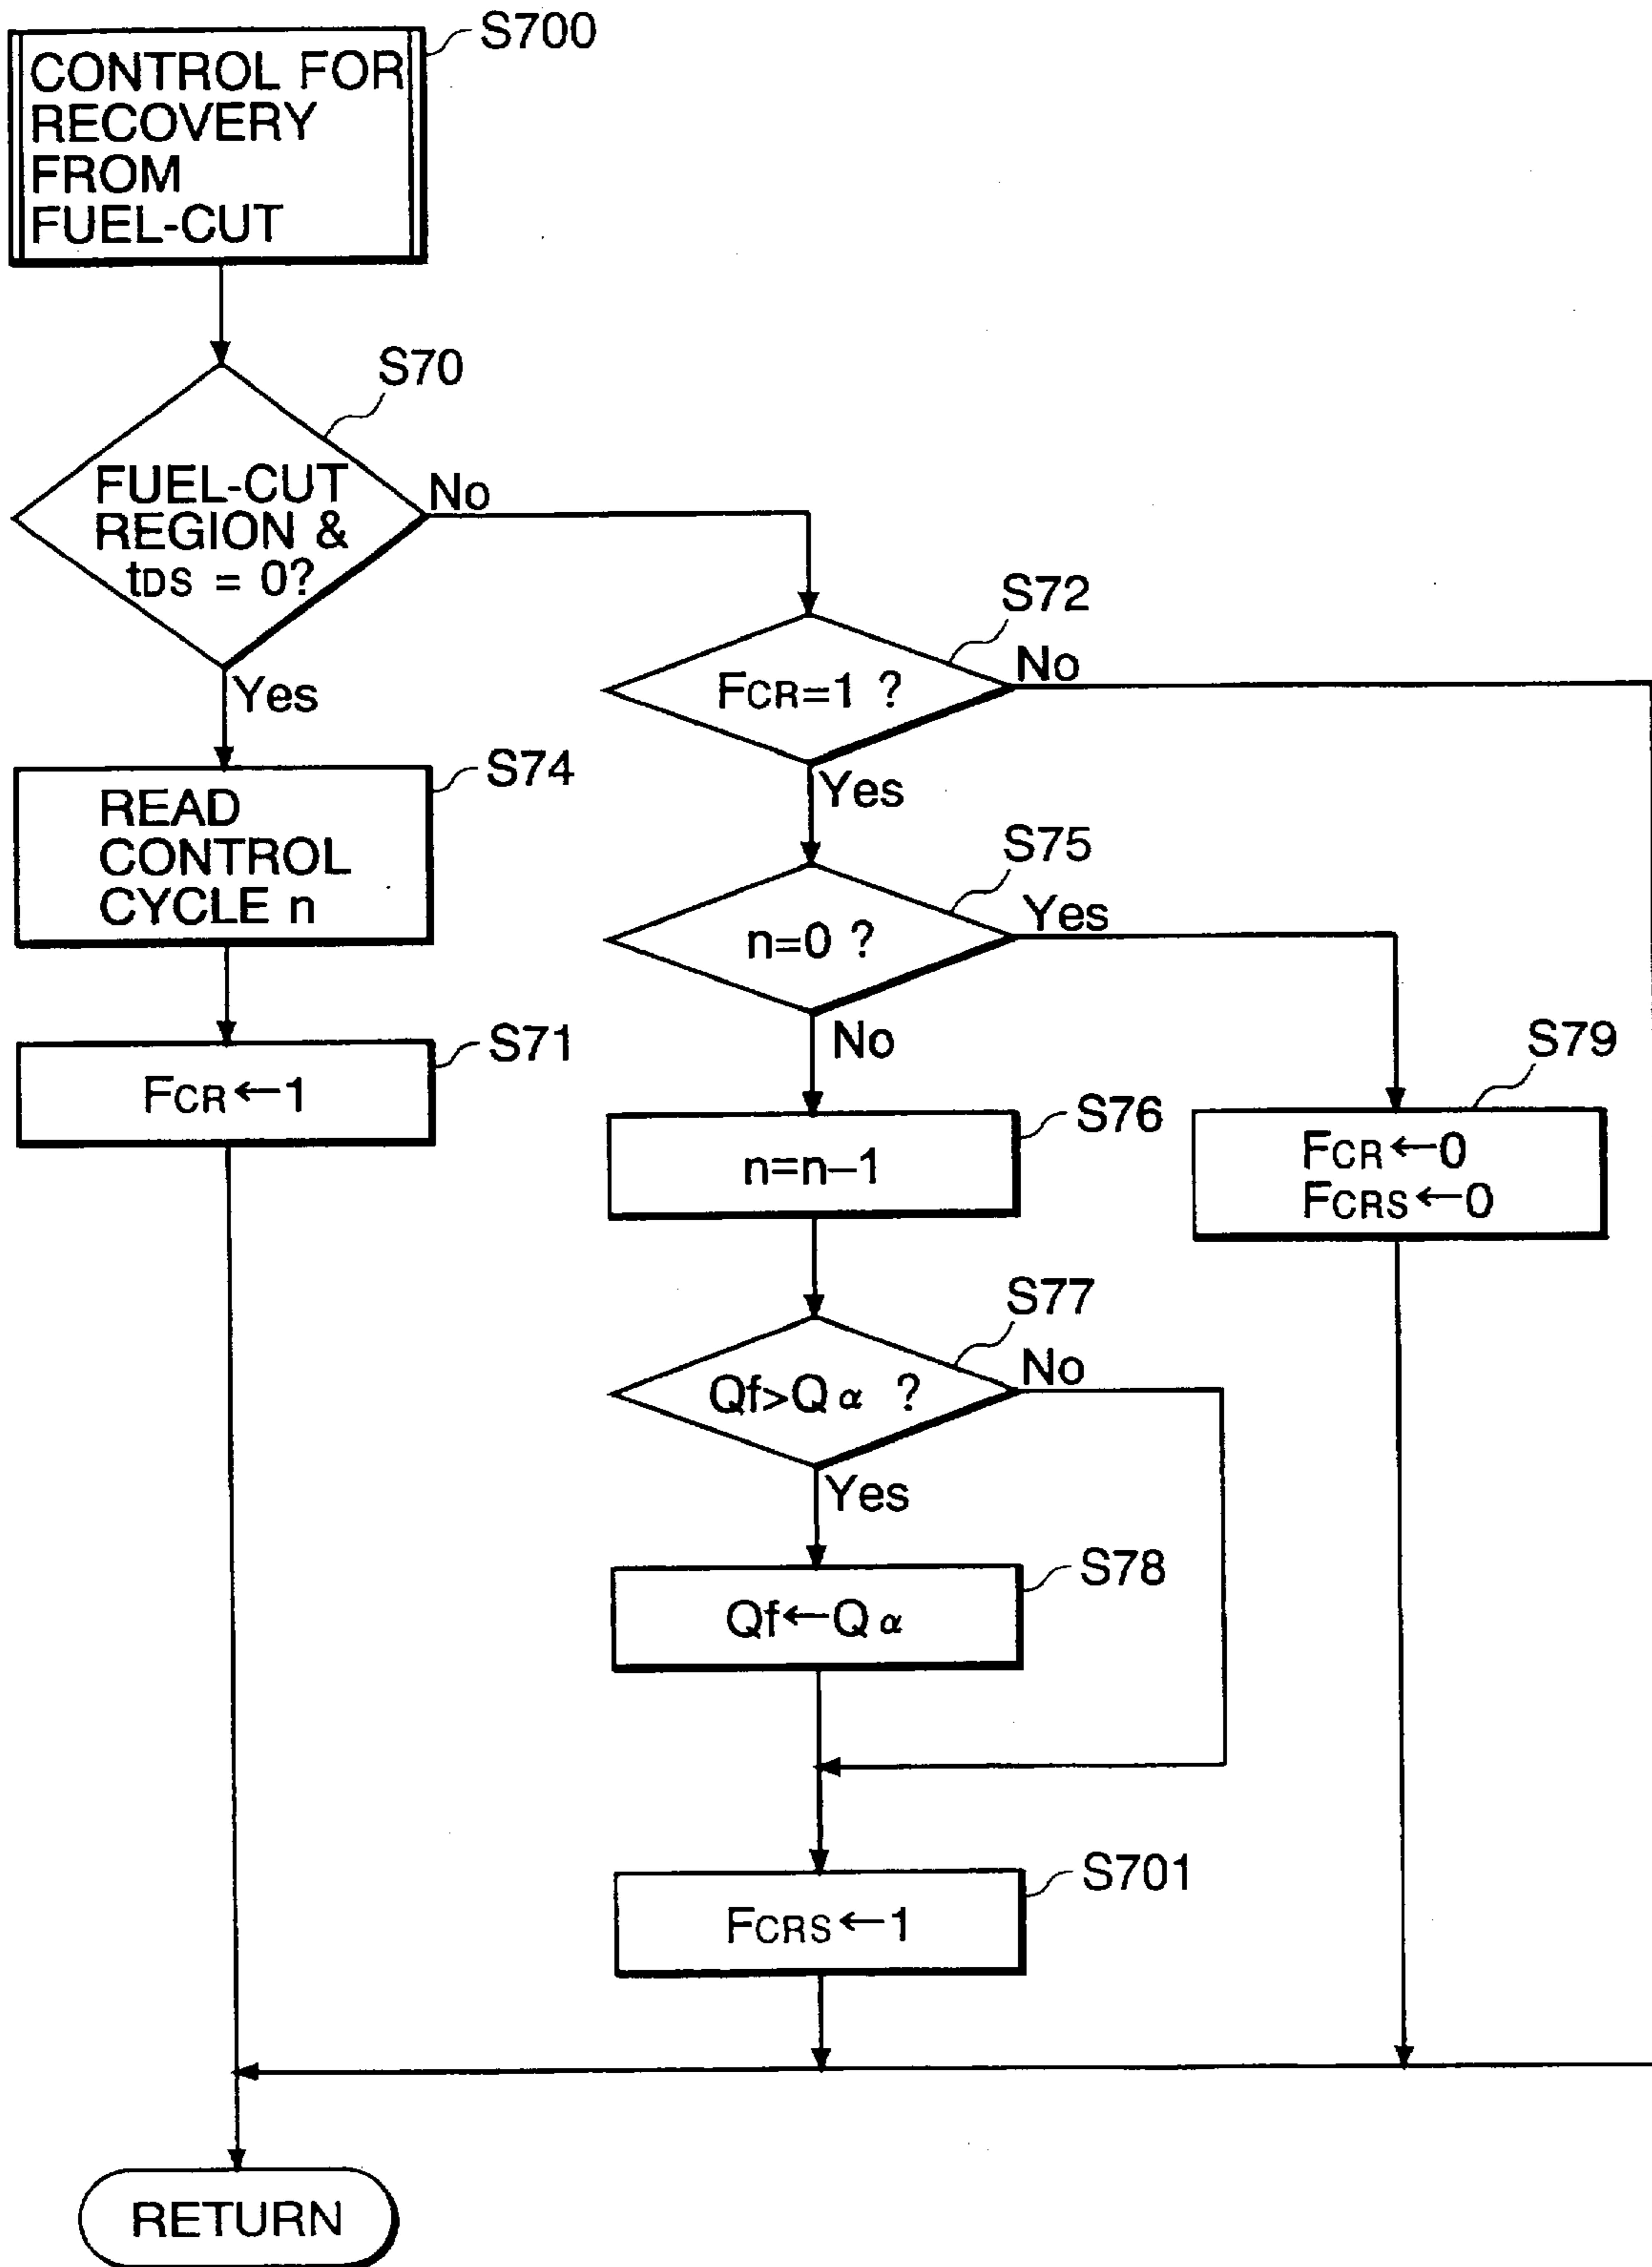 S700
CONTROL FOR
RECOVERY
FROM
FUEL-CUT
S70
FUEL-CUT
REGION &
tDS = 0?
No
Yes
S72
FCR=1 ?
No
Yes
S74
READ
CONTROL
CYCLE n
S75
n=0 ?
Yes
No
S71
FCR←1
S76
n=n–1
S79
FCR←0
FCRS←0
S77
Qf>Qα ?
No
Yes
S78
Qf←Qα
S701
FCRS←1
RETURN